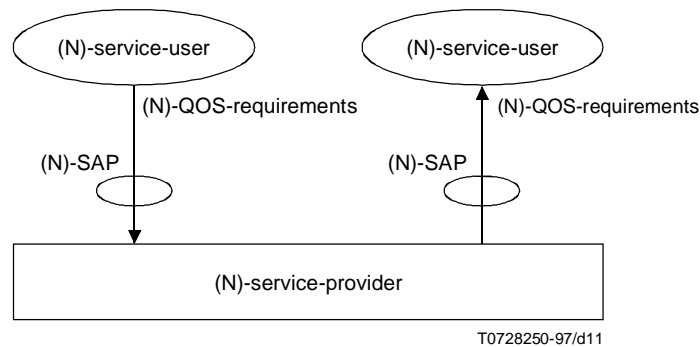 (N)-service-user (N)-service-user
(N)-QOS-requirements (N)-QOS-requirements
(N)-SAP (N)-SAP
(N)-service-provider
T0728250-97/d11